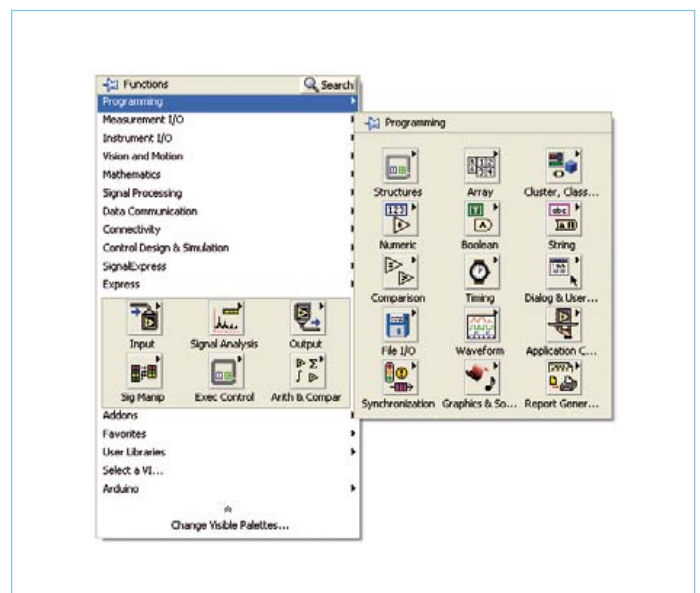 Functions
Search
Programming
Measurement I/O
Instrument I/O
Vision and Motion
Mathematics
Signal Processing
Data Communication
Connectivity
Control Design & Simulation
SignalExpress
Express
Input Signal Analysis Output
Sig Manip Exec Control Arith & Compar
Addons
Favorites
User Libraries
Select a VI...
Arduino
Change Visible Palettes...
Programming
Structures Array Cluster, Class...
Numeric Boolean String
Comparison Timing Dialog & User...
File I/O Waveform Application C...
Synchronization Graphics & So... Report Gener...